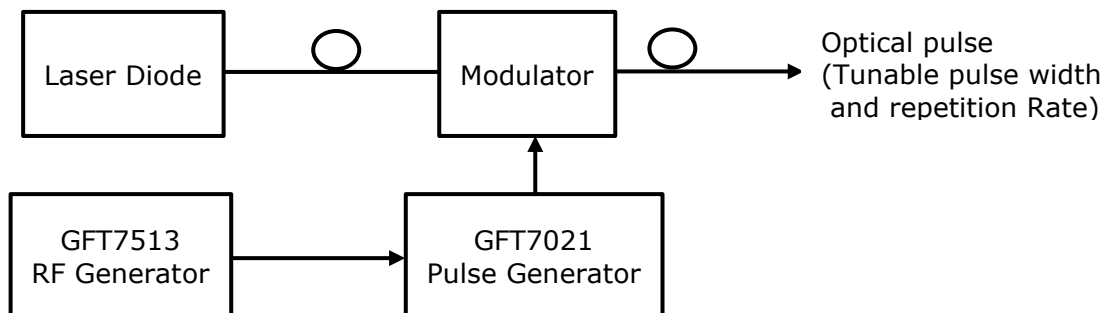 Laser Diode
Modulator
Optical pulse
(Tunable pulse width
and repetition Rate)
GFT7513
RF Generator
GFT7021
Pulse Generator